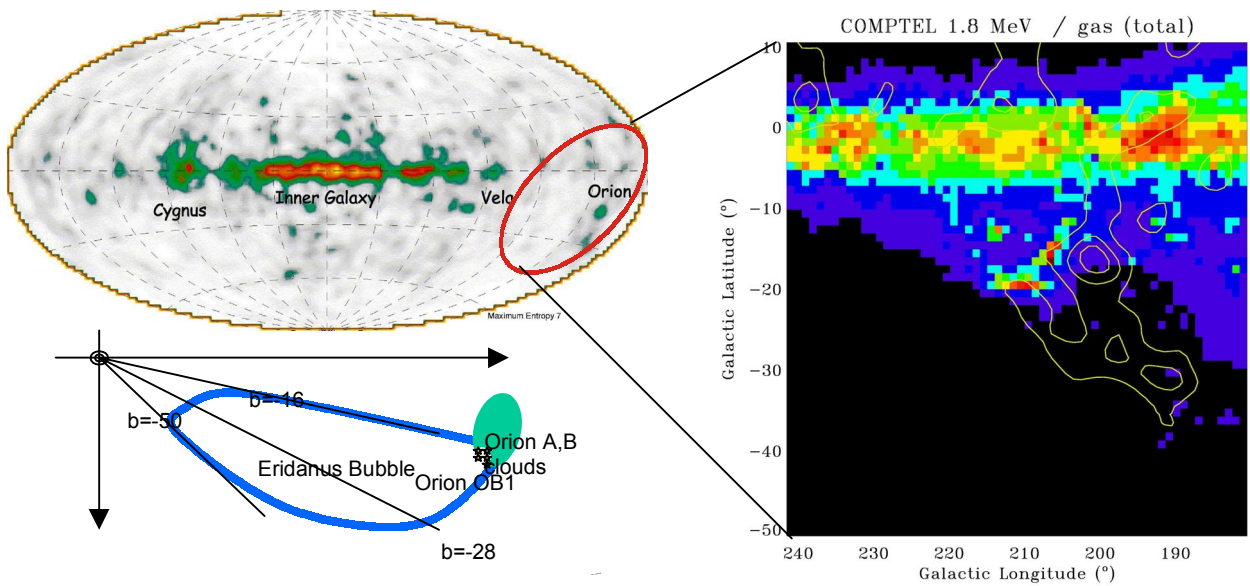 Cygnus
Inner Galaxy
Vela
Orion
Maximum Entropy 7
b=-16
b=-50
Eridanus Bubble
Orion A,B
clouds
Orion OB1
b=-28
COMPTEL 1.8 MeV / gas (total)
10
0
-10
-20
-30
-40
-50
Galactic Latitude (°)
240 230 220 210 200 190
Galactic Longitude (°)